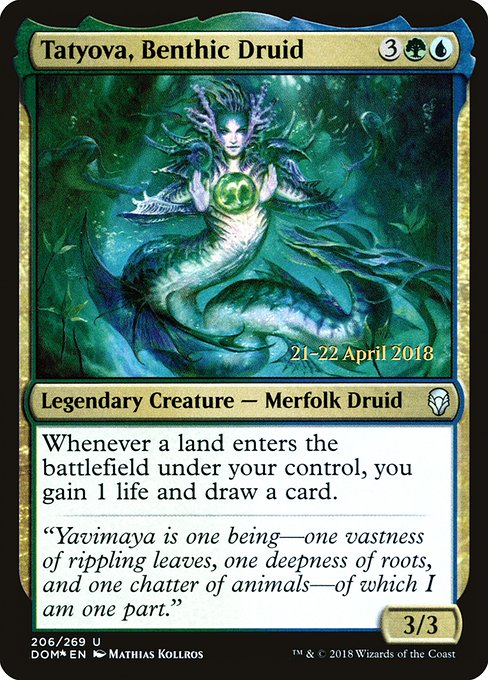 Tatyova, Benthic Druid 3
21–22 April 2018
Legendary Creature — Merfolk Druid
Whenever a land enters the
battlefield under your control, you
gain 1 life and draw a card.
“Yavimaya is one being—one vastness
of rippling leaves, one deepness of roots,
and one chatter of animals—of which I
am one part.”
3/3
206/269 U
DOM★EN Mathias Kollros
™ & © 2018 Wizards of the Coast